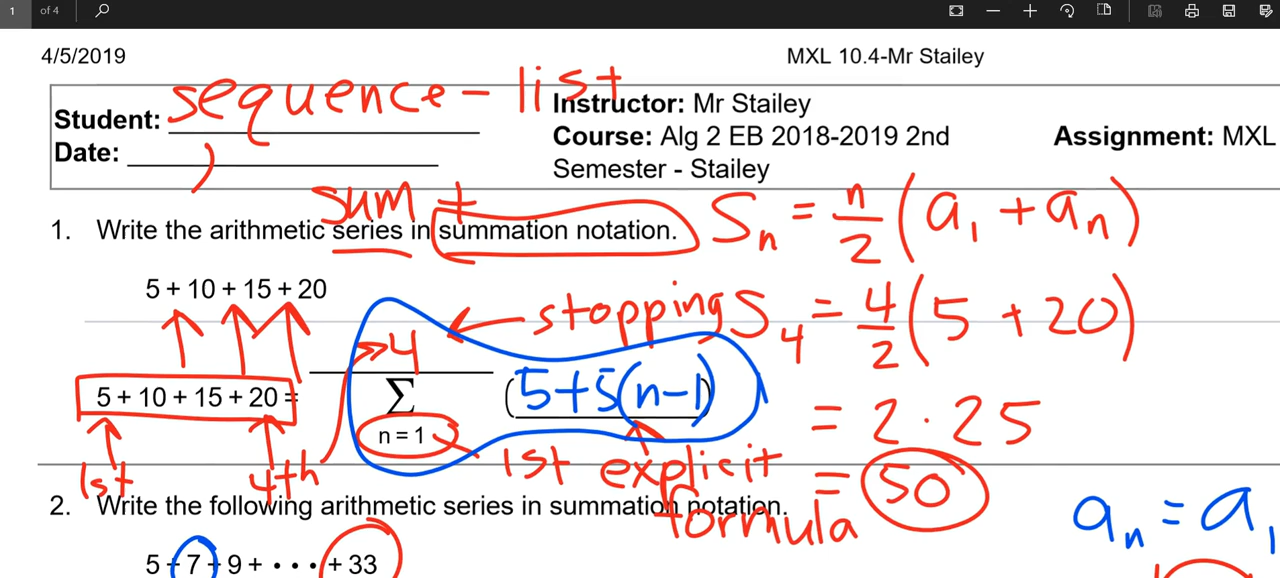 1 of 4
4/5/2019 MXL 10.4-Mr Stailey
sequence - list
Student: Instructor: Mr Stailey
Course: Alg 2 EB 2018-2019 2nd Assignment: MXL
Date: , Semester - Stailey
sum +
1. Write the arithmetic series in summation notation. Sₙ = n/2 (a₁ + aₙ)
5 + 10 + 15 + 20
stopping S₄ = 4/2 (5 + 20)
4
5 + 10 + 15 + 20 = Σ (5+5(n-1))
n = 1
= 2 · 25
1st 4th 1st explicit formula
= 50
2. Write the following arithmetic series in summation notation.
aₙ = a₁
5 + 7 + 9 + • • • + 33